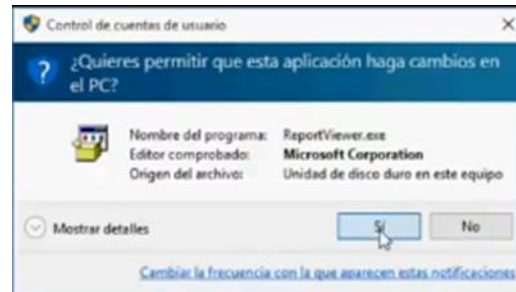 Control de cuentas de usuario
¿Quieres permitir que esta aplicación haga cambios en
el PC?
Nombre del programa: ReportViewer.exe
Editor comprobado: Microsoft Corporation
Origen del archivo: Unidad de disco duro en este equipo
Mostrar detalles
Sí
No
Cambiar la frecuencia con la que aparecen estas notificaciones